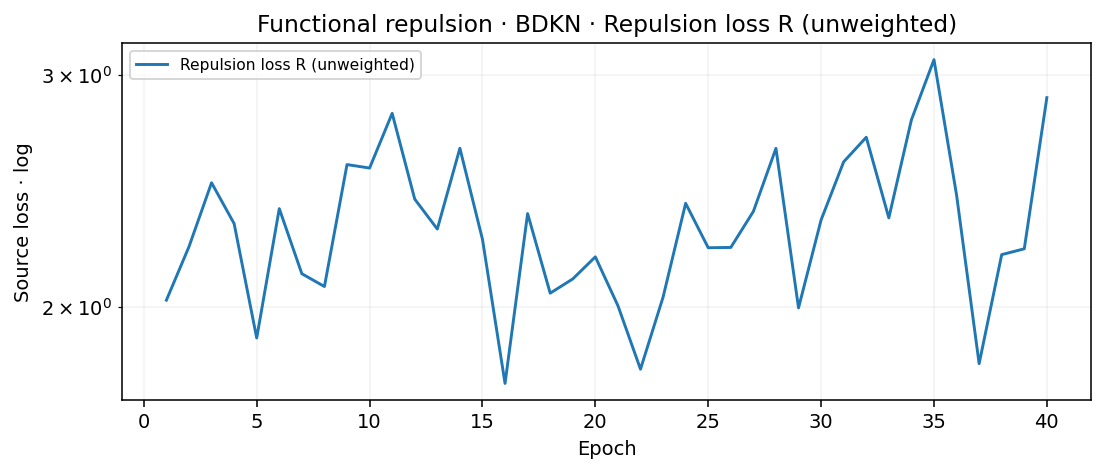 Functional repulsion · BDKN · Repulsion loss R (unweighted)
Repulsion loss R (unweighted)
3 × 10⁰
2 × 10⁰
Source loss · log
0 5 10 15 20 25 30 35 40
Epoch